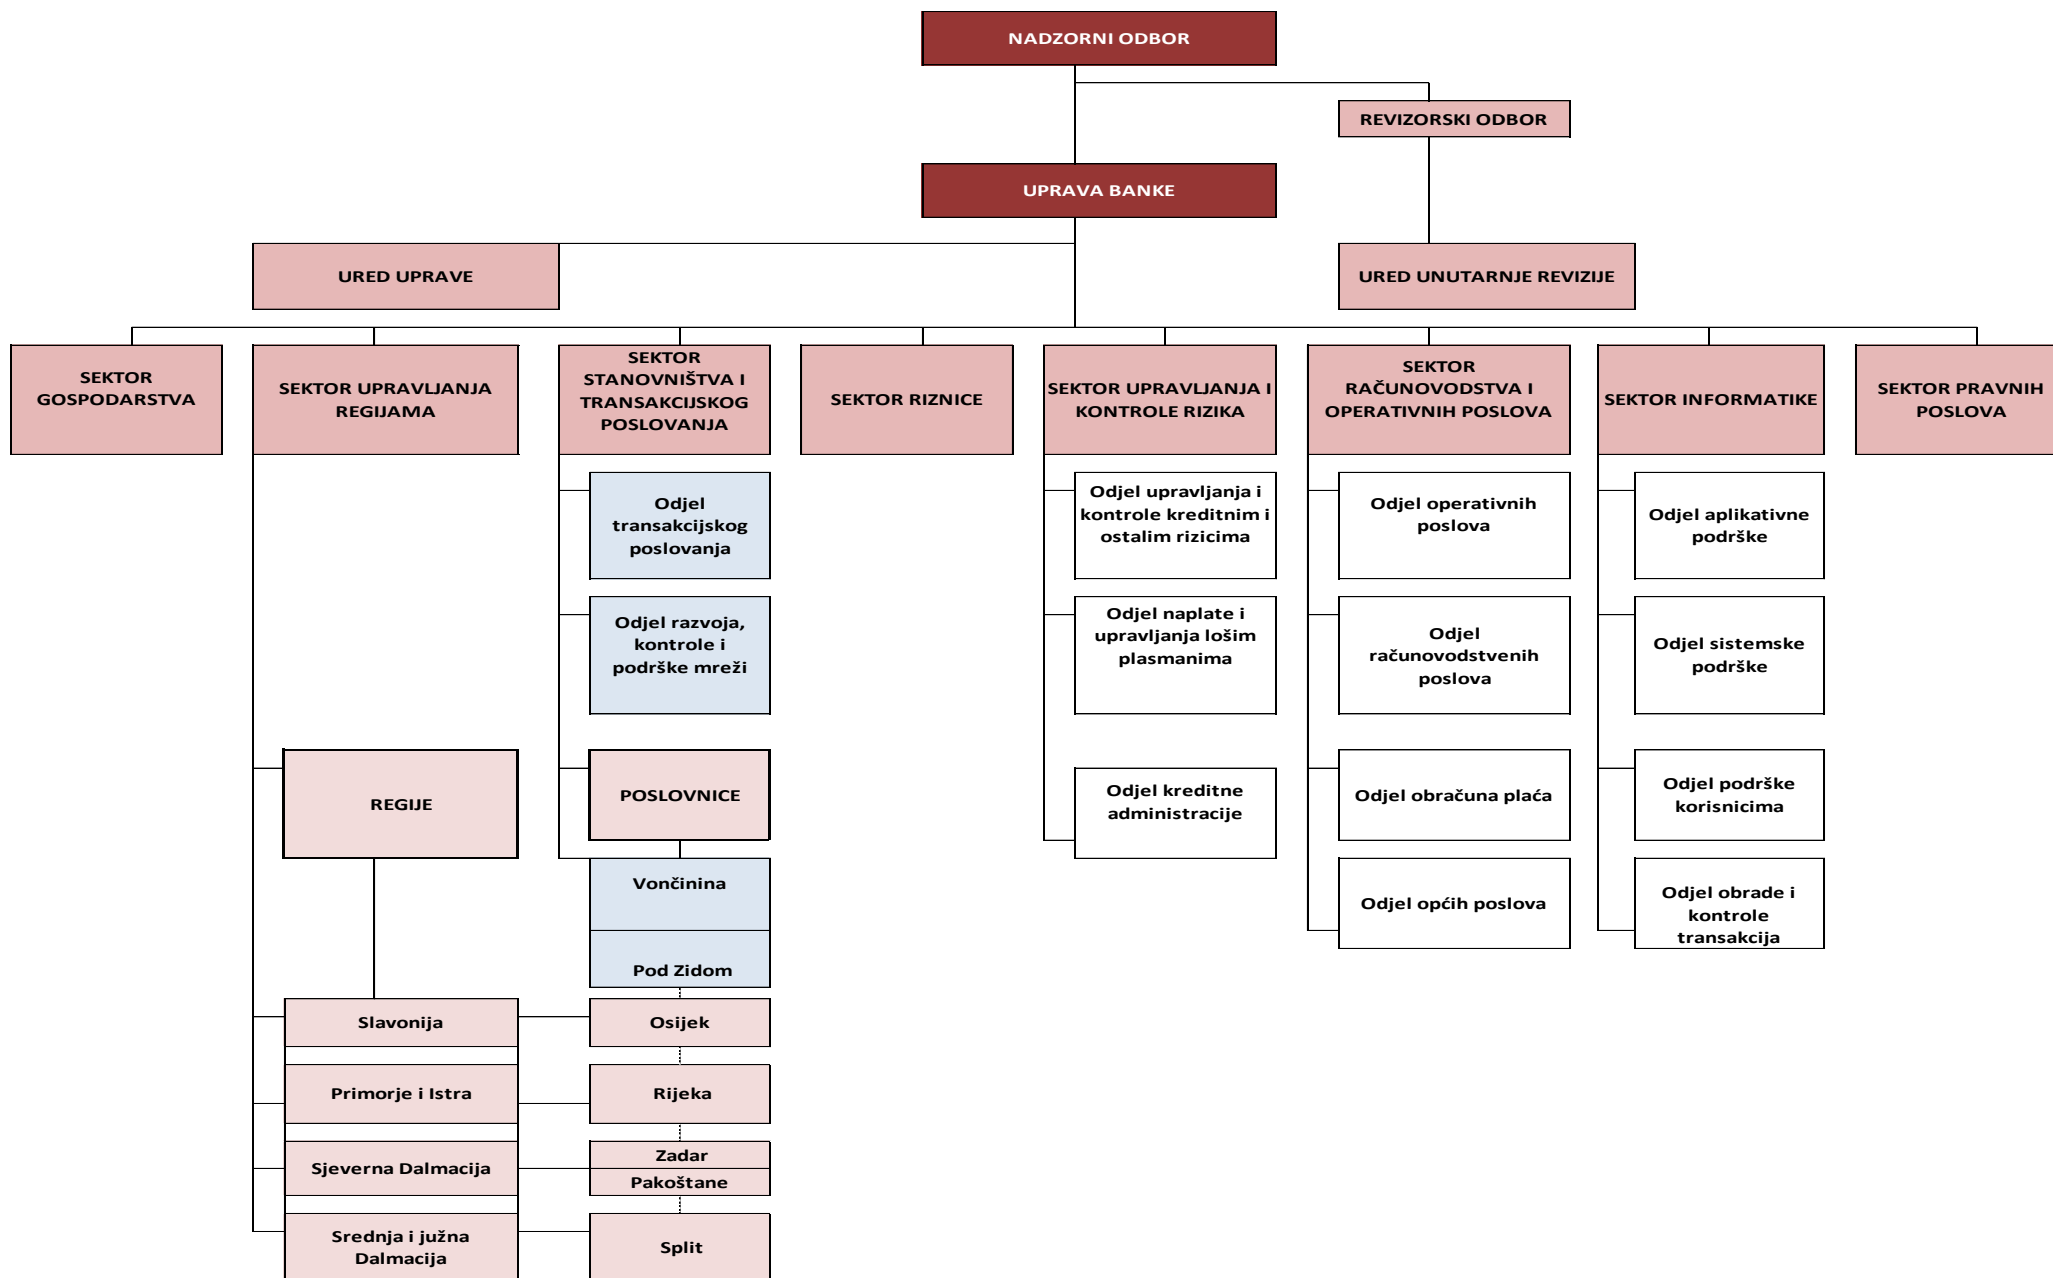 NADZORNI ODBOR
REVIZORSKI ODBOR
UPRAVA BANKE
URED UPRAVE
URED UNUTARNJE REVIZIJE
SEKTOR
GOSPODARSTVA
SEKTOR UPRAVLJANJA
REGIJAMA
SEKTOR
STANOVNIŠTVA I
TRANSAKCIJSKOG
POSLOVANJA
SEKTOR RIZNICE
SEKTOR UPRAVLJANJA I
KONTROLE RIZIKA
SEKTOR
RAČUNOVODSTVA I
OPERATIVNIH POSLOVA
SEKTOR INFORMATIKE
SEKTOR PRAVNIH
POSLOVA
Odjel
transakcijskog
poslovanja
Odjel upravljanja i
kontrole kreditnim i
ostalim rizicima
Odjel operativnih
poslova
Odjel aplikativne
podrške
Odjel razvoja,
kontrole i
podrške mreži
Odjel naplate i
upravljanja lošim
plasmanima
Odjel
računovodstvenih
poslova
Odjel sistemske
podrške
REGIJE
POSLOVNICE
Odjel kreditne
administracije
Odjel obračuna plaća
Odjel podrške
korisnicima
Vončinina
Pod Zidom
Odjel općih poslova
Odjel obrade i
kontrole
transakcija
Slavonija
Osijek
Primorje i Istra
Rijeka
Sjeverna Dalmacija
Zadar
Pakoštane
Srednja i južna
Dalmacija
Split